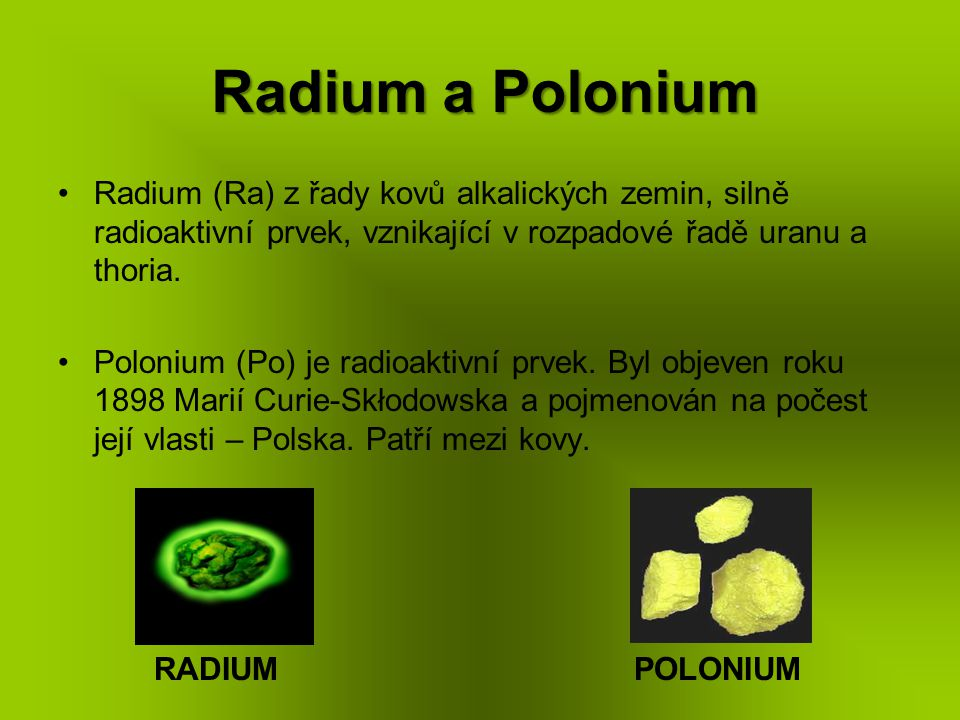 Radium a Polonium
• Radium (Ra) z řady kovů alkalických zemin, silně
radioaktivní prvek, vznikající v rozpadové řadě uranu a
thoria.
• Polonium (Po) je radioaktivní prvek. Byl objeven roku
1898 Marií Curie-Skłodowska a pojmenován na počest
její vlasti – Polska. Patří mezi kovy.
RADIUM
POLONIUM